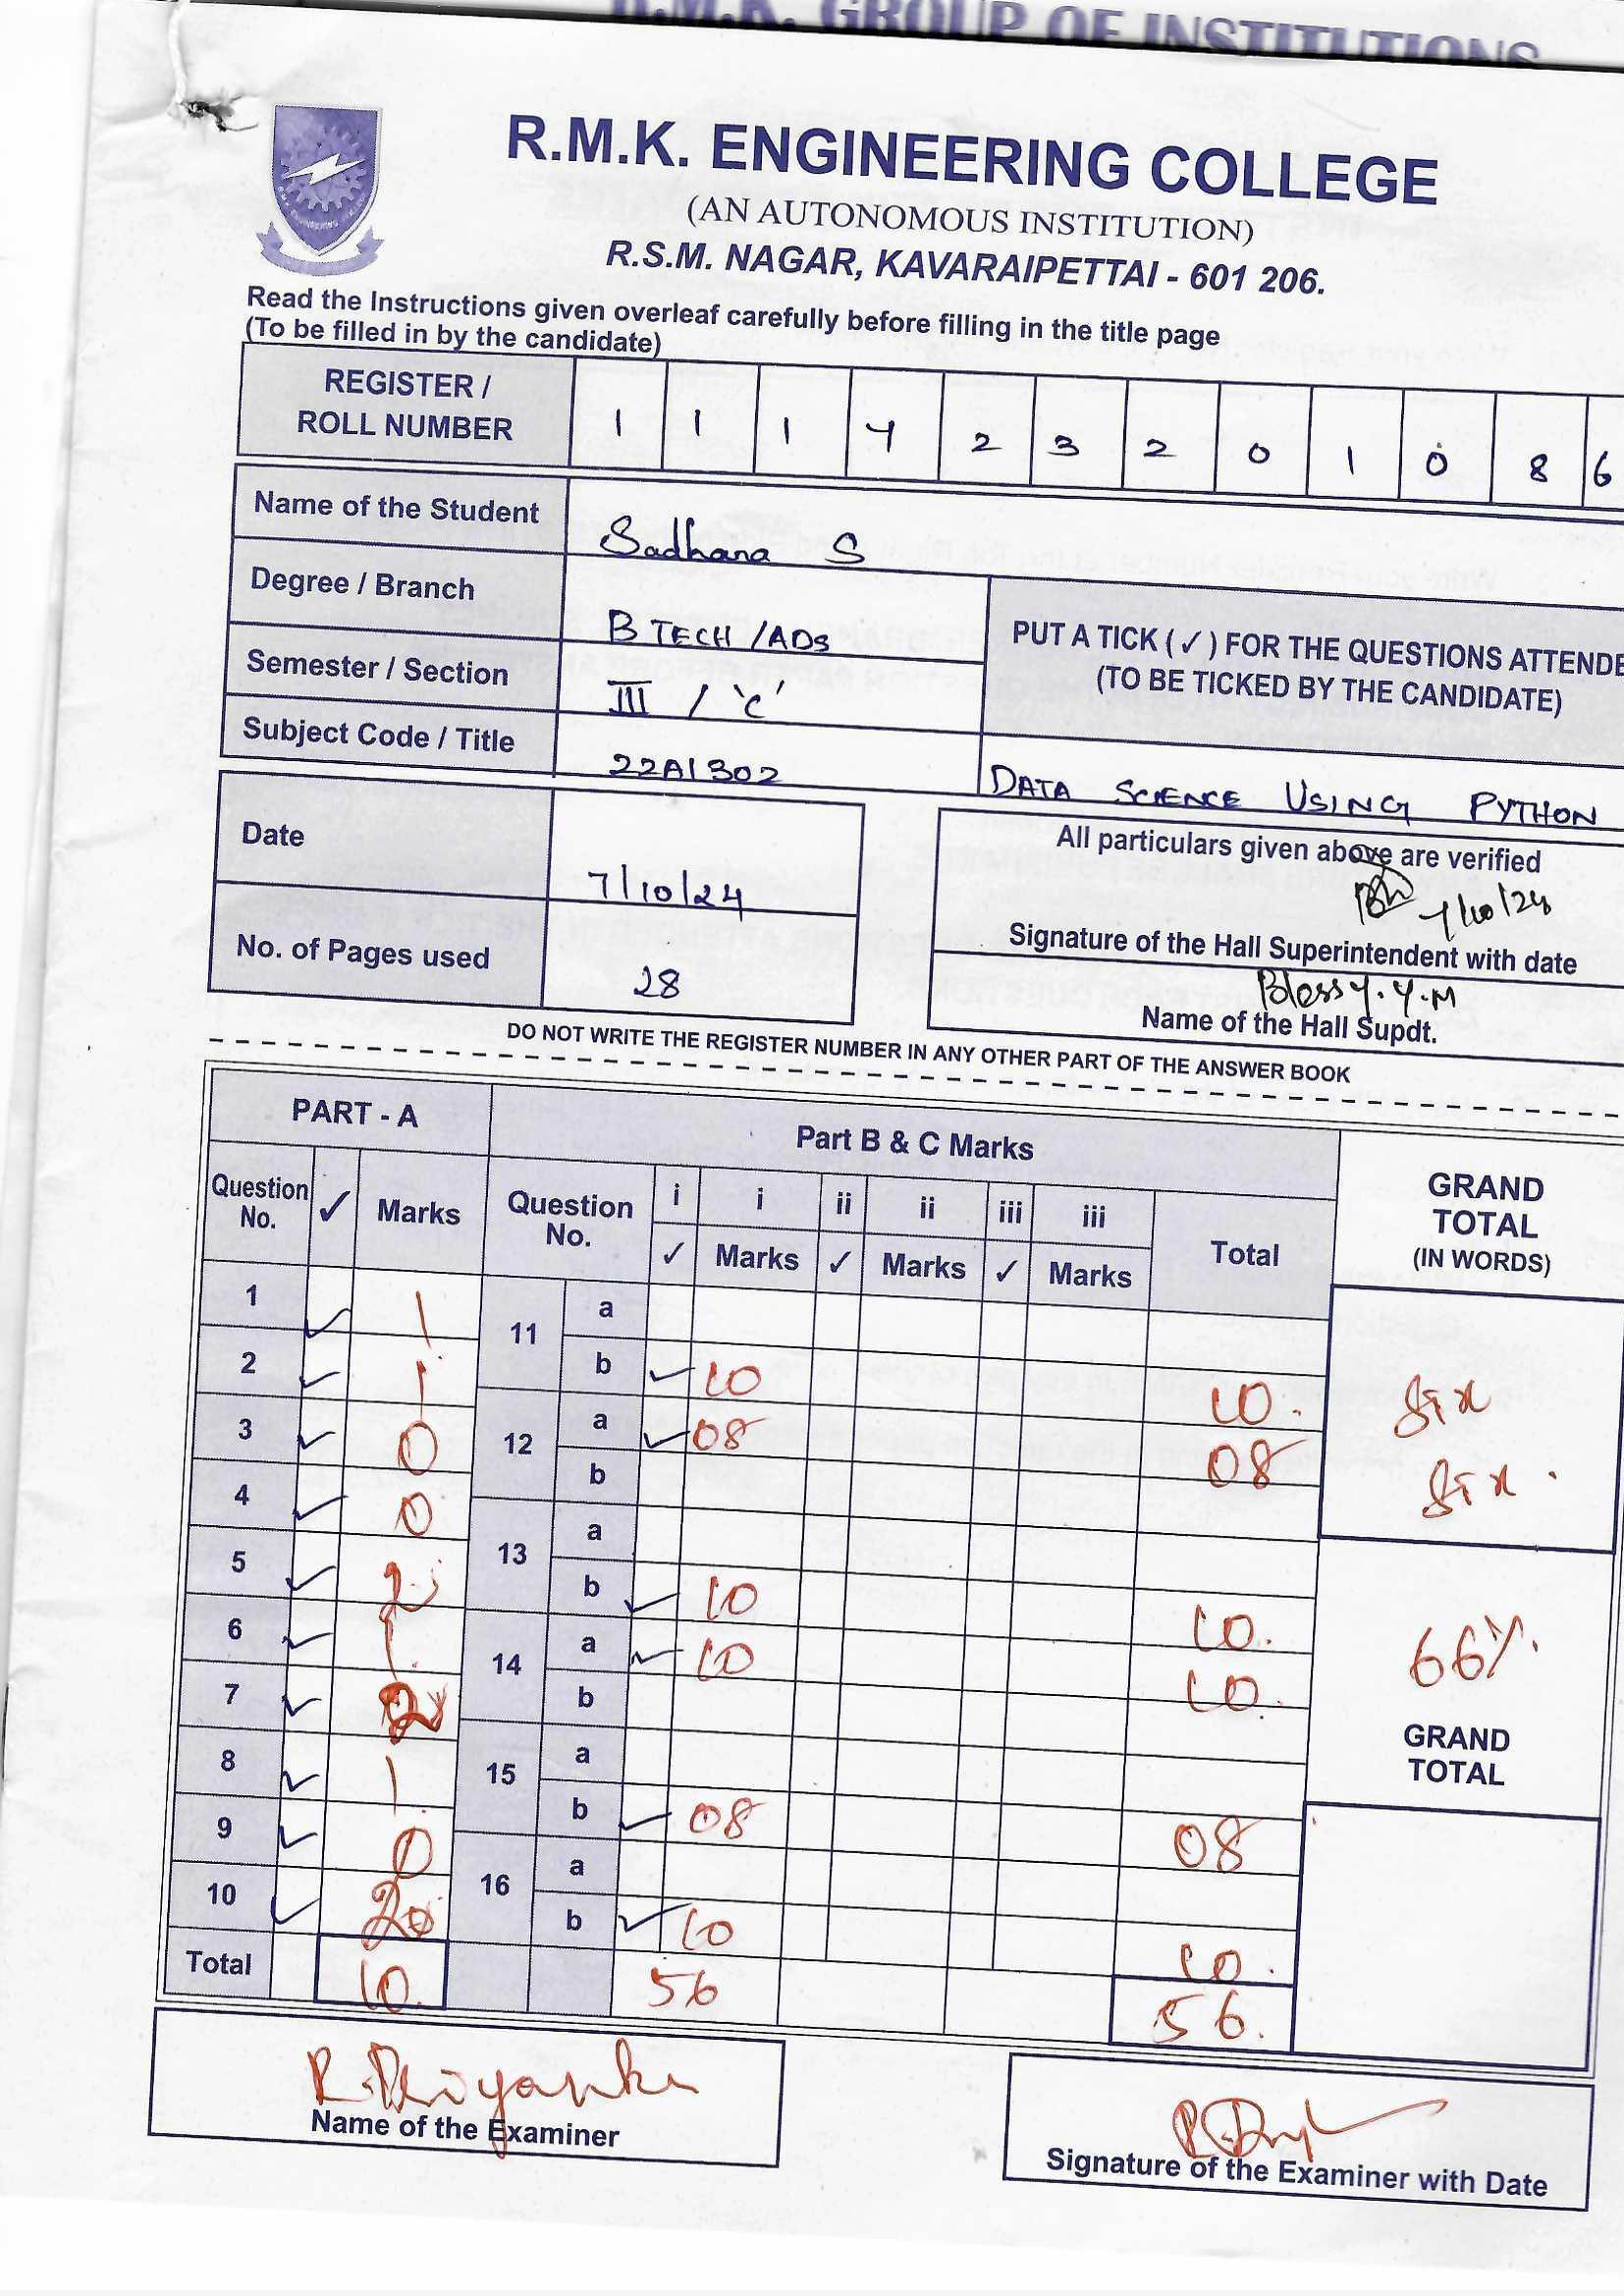 R.M.K. GROUP OF INSTITUTIONS
R.M.K. ENGINEERING COLLEGE
(AN AUTONOMOUS INSTITUTION)
R.S.M. NAGAR, KAVARAIPETTAI - 601 206.
Read the Instructions given overleaf carefully before filling in the title page
(To be filled in by the candidate)
REGISTER / ROLL NUMBER 1 1 1 4 2 3 2 0 1 0 8 6
Name of the Student Sadhana S
Degree / Branch B TECH /ADS
PUT A TICK (✓) FOR THE QUESTIONS ATTENDE
(TO BE TICKED BY THE CANDIDATE)
Semester / Section III / 'C'
Subject Code / Title 22AI302 DATA SCIENCE USING PYTHON
Date 7/10/24
All particulars given above are verified
7/10/24
Signature of the Hall Superintendent with date
No. of Pages used 28
Blessy.Y.M
Name of the Hall Supdt.
DO NOT WRITE THE REGISTER NUMBER IN ANY OTHER PART OF THE ANSWER BOOK
PART - A
Question No. ✓ Marks
1 ✓ 1
2 ✓ 1
3 ✓ 0
4 ✓ 0
5 ✓ 2
6 ✓ 1
7 ✓ 2
8 ✓ 1
9 ✓ 0
10 ✓ 2
Total 10
Part B & C Marks
Question No. i i ii ii iii iii Total
✓ Marks ✓ Marks ✓ Marks
11 a
b ✓ 10 10.
12 a ✓ 08 08
b
13 a
b ✓ 10 10.
14 a ✓ 10 10.
b
15 a
b ✓ 08 08
16 a
b ✓ 10 10.
56 56.
GRAND TOTAL
(IN WORDS)
Six
Six.
66%.
GRAND TOTAL
R.Priyanka
Name of the Examiner
Signature of the Examiner with Date